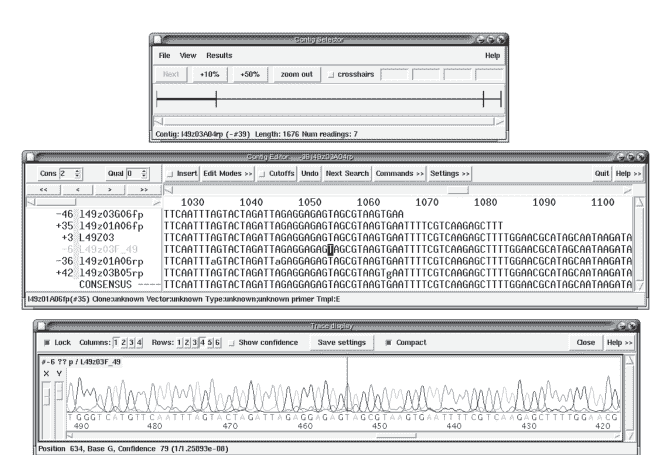 Contig Selector
File View Results Help
Next +10% +50% zoom out crosshairs
Contig: l49z03A04rp (-#39) Length: 1676 Num readings: 7
Contig Editor: -39 l49z03A04rp
Cons 2 Qual 0 Insert Edit Modes >> Cutoffs Undo Next Search Commands >> Settings >> Quit Help >>
<< < > >>
1030 1040 1050 1060 1070 1080 1090 1100
-46 l49z03G06fp TTCAATTTAGTACTAGATTAGAGGAGAGTAGCGTAAGTGAA
+35 l49z01A06fp TTCAATTTAGTACTAGATTAGAGGAGAGTAGCGTAAGTGAATTTTCGTCAAGAGCTTT
+3 L49Z03 TTCAATTTAGTACTAGATTAGAGGAGAGTAGCGTAAGTGAATTTTCGTCAAGAGCTTTTGGAACGCATAGCAATAAGATA
-6 L49z03F_49 TTCAATTTAGTACTAGATTAGAGGAGAGTAGCGTAAGTGAATTTTCGTCAAGAGCTTTTGGAACGCATAGCAATAAGATA
-36 l49z01A06rp TTCAATTTaGTACTAGATTaGAGGAGAGTAGCGTAAGTGAATTTTCGTCAAGAGCTTTTGGAACGCATAGCAATAAGATA
+42 l49z03B05rp TTCAATTTAGTACTAGATTAGAGGAGAGTAGCGTAAGTgAATTTTCGTCAAGAGCTTTTGGAACGCATAGCAATAAGATA
CONSENSUS ---- TTCAATTTAGTACTAGATTAGAGGAGAGTAGCGTAAGTGAATTTTCGTCAAGAGCTTTTGGAACGCATAGCAATAAGATA
l49z01A06fp(#35) Clone:unknown Vector:unknown Type:unknown;unknown primer Tmpl:E
Trace display
Lock Columns: 1 2 3 4 Rows: 1 2 3 4 5 6 Show confidence Save settings Compact Close Help >>
#-6 ?? p / L49z03F_49
X Y
TGGGTCATGTTCAATTTAGTACTAGATTAGAGGAGAGTAGCGTAAGTGAATTTTCGTCAAGAGCTTTTGGAACG
490 480 470 460 450 440 430 420
Position 634, Base G, Confidence 79 (1/1.25893e-08)